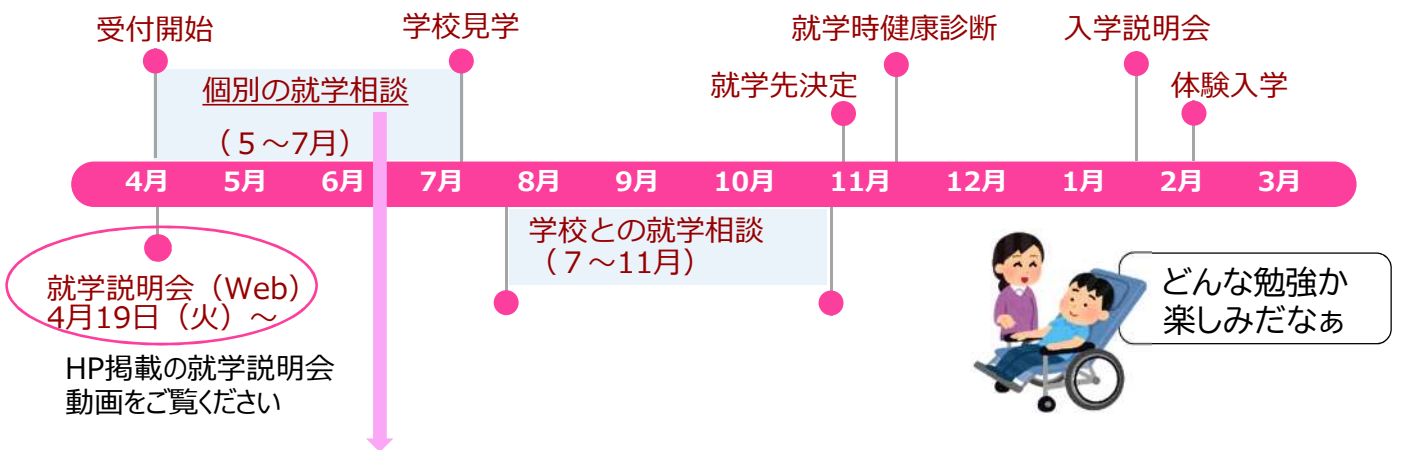 受付開始
学校見学
就学時健康診断
入学説明会
個別の就学相談
就学先決定
体験入学
（５～7月）
4月 5月 6月 7月 8月 9月 10月 11月 12月 1月 2月 3月
学校との就学相談
（７～11月）
就学説明会（Web）
4月19日（火）～
HP掲載の就学説明会
動画をご覧ください
どんな勉強か
楽しみだなぁ